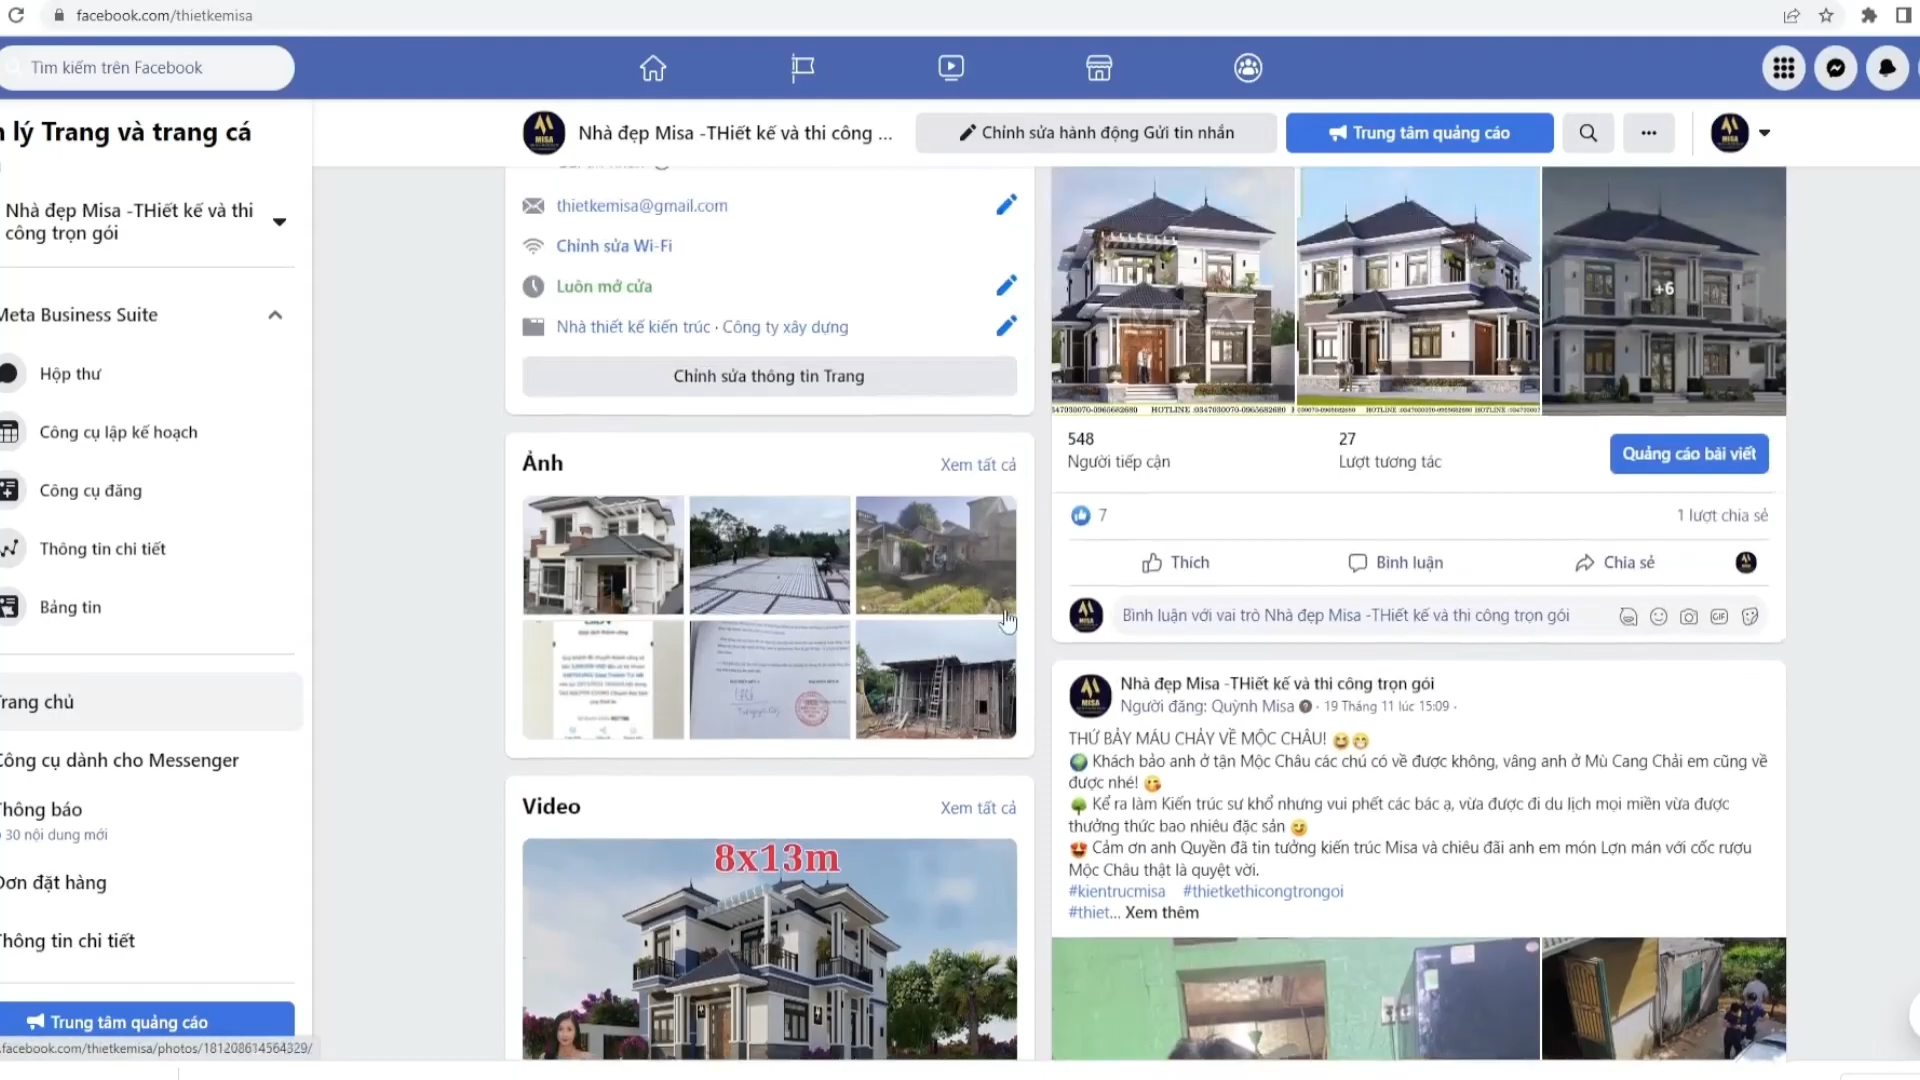 facebook.com/thietkemisa
Tìm kiếm trên Facebook
lý Trang và trang cá
Nhà đẹp Misa -THiết kế và thi
công trọn gói
Meta Business Suite
Hộp thư
Công cụ lập kế hoạch
Công cụ đăng
Thông tin chi tiết
Bảng tin
Trang chủ
Công cụ dành cho Messenger
Thông báo
30 nội dung mới
Đơn đặt hàng
Thông tin chi tiết
Trung tâm quảng cáo
.facebook.com/thietkemisa/photos/181208614564329/
MISA
Nhà đẹp Misa -THiết kế và thi công ...
Chỉnh sửa hành động Gửi tin nhắn
Trung tâm quảng cáo
thietkemisa@gmail.com
Chỉnh sửa Wi-Fi
Luôn mở cửa
Nhà thiết kế kiến trúc · Công ty xây dựng
Chỉnh sửa thông tin Trang
Ảnh
Xem tất cả
Video
Xem tất cả
8x13m
+6
347030070-0965682680 HOTLINE :0347030070-0965682680
548
Người tiếp cận
27
Lượt tương tác
Quảng cáo bài viết
7
1 lượt chia sẻ
Thích
Bình luận
Chia sẻ
Bình luận với vai trò Nhà đẹp Misa -THiết kế và thi công trọn gói
GIF
Nhà đẹp Misa -THiết kế và thi công trọn gói
Người đăng: Quỳnh Misa · 19 Tháng 11 lúc 15:09 ·
THỨ BẢY MÁU CHẢY VỀ MỘC CHÂU! 😆😁
🌍 Khách bảo anh ở tận Mộc Châu các chú có về được không, vâng anh ở Mù Cang Chải em cũng về
được nhé! 😋
🌳 Kể ra làm Kiến trúc sư khổ nhưng vui phết các bác ạ, vừa được đi du lịch mọi miền vừa được
thưởng thức bao nhiêu đặc sản 😏
😍 Cảm ơn anh Quyền đã tin tưởng kiến trúc Misa và chiêu đãi anh em món Lợn mán với cốc rượu
Mộc Châu thật là quyệt vời.
#kientrucmisa #thietkethicongtrongoi
#thiet... Xem thêm